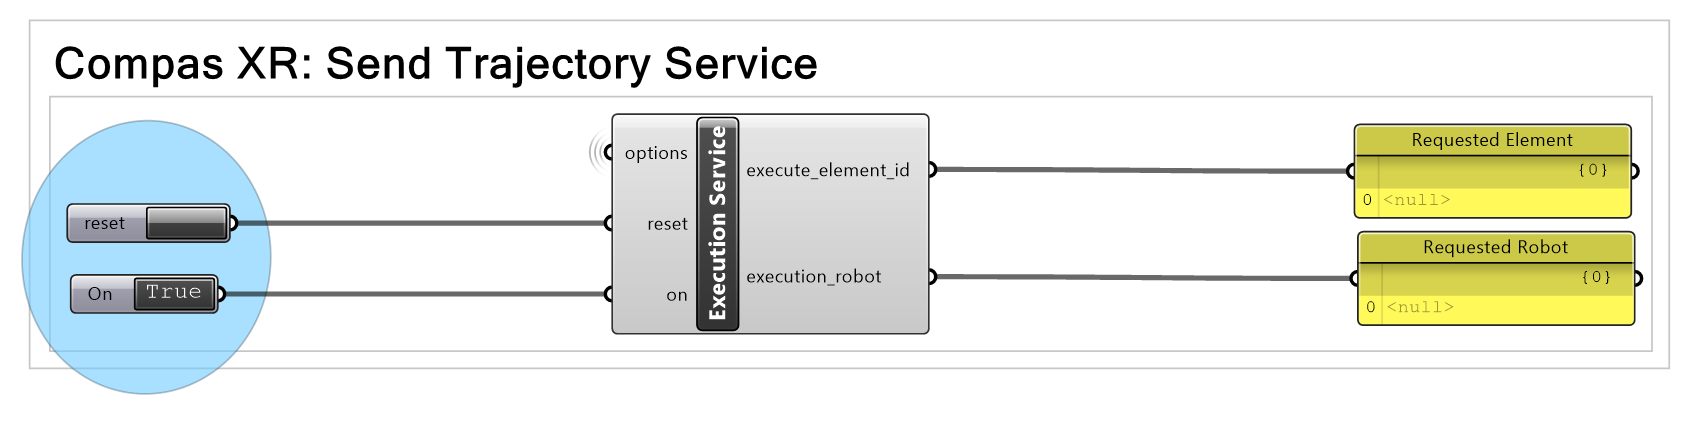 Compas XR: Send Trajectory Service
options
reset
on
Execution Service
execute_element_id
execution_robot
reset
On True
Requested Element
{0}
0 <null>
Requested Robot
{0}
0 <null>